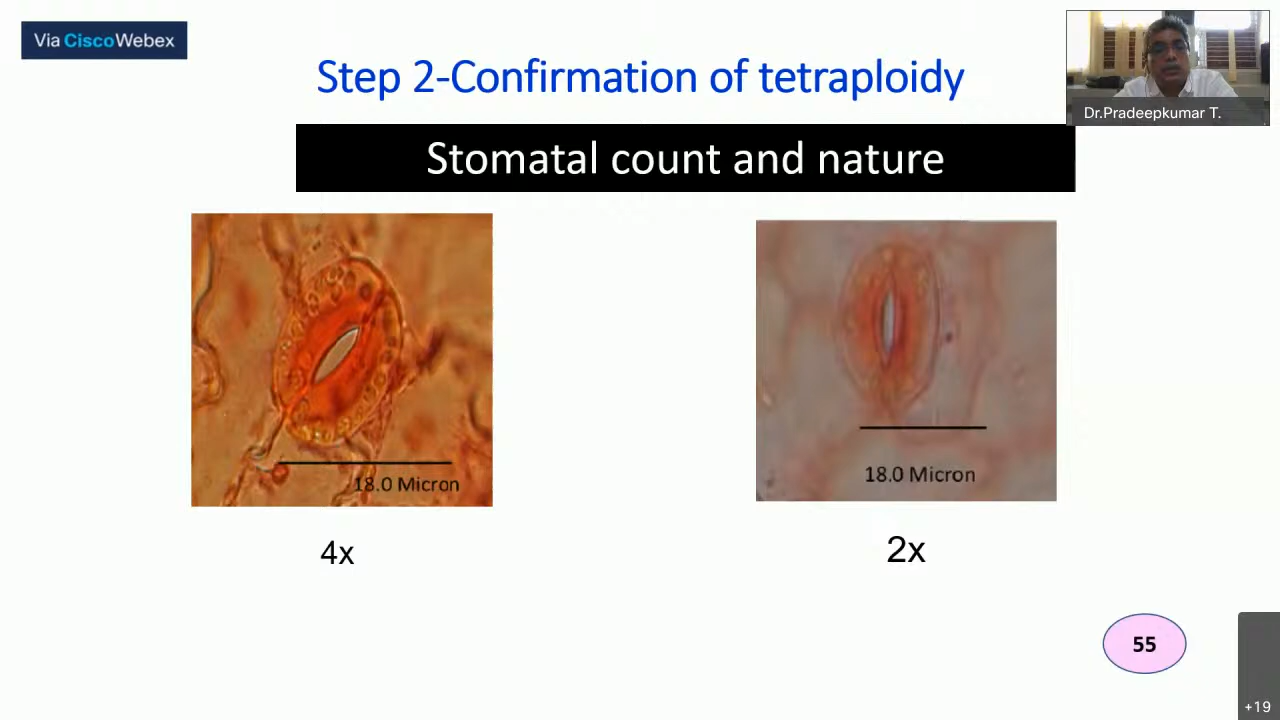 Via Cisco Webex
Step 2-Confirmation of tetraploidy
Dr.Pradeepkumar T.
Stomatal count and nature
18.0 Micron
18.0 Micron
4x
2x
55
+19